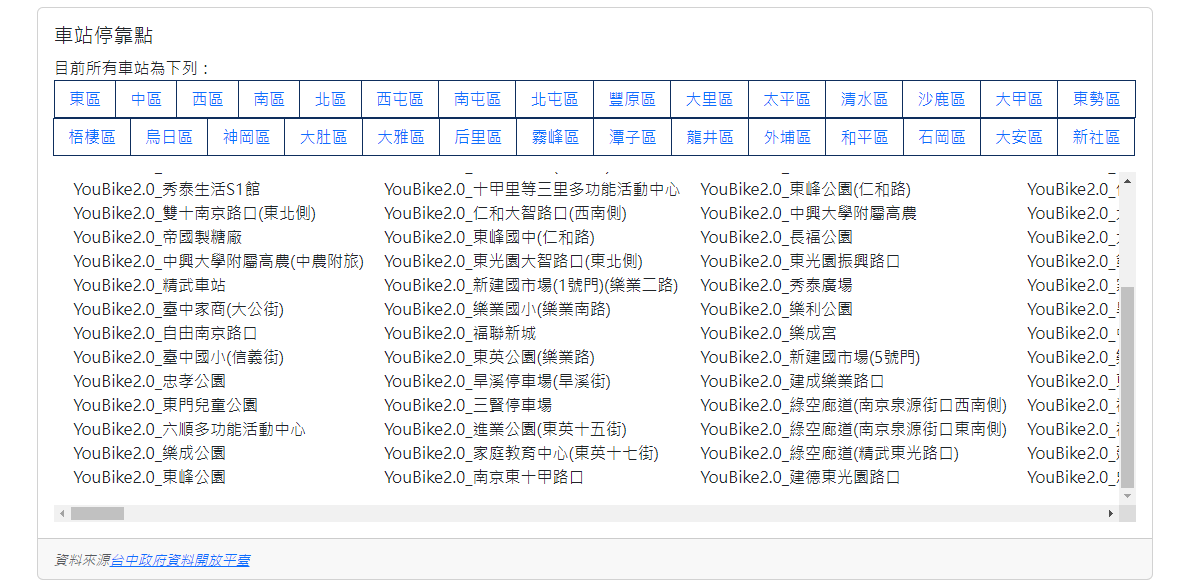 車站停靠點
目前所有車站為下列：
東區 中區 西區 南區 北區 西屯區 南屯區 北屯區 豐原區 大里區 太平區 清水區 沙鹿區 大甲區 東勢區
梧棲區 烏日區 神岡區 大肚區 大雅區 后里區 霧峰區 潭子區 龍井區 外埔區 和平區 石岡區 大安區 新社區
YouBike2.0_秀泰生活S1館 YouBike2.0_十甲里等三里多功能活動中心 YouBike2.0_東峰公園(仁和路) YouBike2.0_
YouBike2.0_雙十南京路口(東北側) YouBike2.0_仁和大智路口(西南側) YouBike2.0_中興大學附屬高農 YouBike2.0_
YouBike2.0_帝國製糖廠 YouBike2.0_東峰國中(仁和路) YouBike2.0_長福公園 YouBike2.0_
YouBike2.0_中興大學附屬高農(中農附旅) YouBike2.0_東光園大智路口(東北側) YouBike2.0_東光園振興路口 YouBike2.0_
YouBike2.0_精武車站 YouBike2.0_新建國市場(1號門)(樂業二路) YouBike2.0_秀泰廣場 YouBike2.0_
YouBike2.0_臺中家商(大公街) YouBike2.0_樂業國小(樂業南路) YouBike2.0_樂利公園 YouBike2.0_
YouBike2.0_自由南京路口 YouBike2.0_福聯新城 YouBike2.0_樂成宮 YouBike2.0_
YouBike2.0_臺中國小(信義街) YouBike2.0_東英公園(樂業路) YouBike2.0_新建國市場(5號門) YouBike2.0_
YouBike2.0_忠孝公園 YouBike2.0_旱溪停車場(旱溪街) YouBike2.0_建成樂業路口 YouBike2.0_
YouBike2.0_東門兒童公園 YouBike2.0_三賢停車場 YouBike2.0_綠空廊道(南京泉源街口西南側) YouBike2.0_
YouBike2.0_六順多功能活動中心 YouBike2.0_進業公園(東英十五街) YouBike2.0_綠空廊道(南京泉源街口東南側) YouBike2.0_
YouBike2.0_樂成公園 YouBike2.0_家庭教育中心(東英十七街) YouBike2.0_綠空廊道(精武東光路口) YouBike2.0_
YouBike2.0_東峰公園 YouBike2.0_南京東十甲路口 YouBike2.0_建德東光園路口 YouBike2.0_
資料來源台中政府資料開放平臺